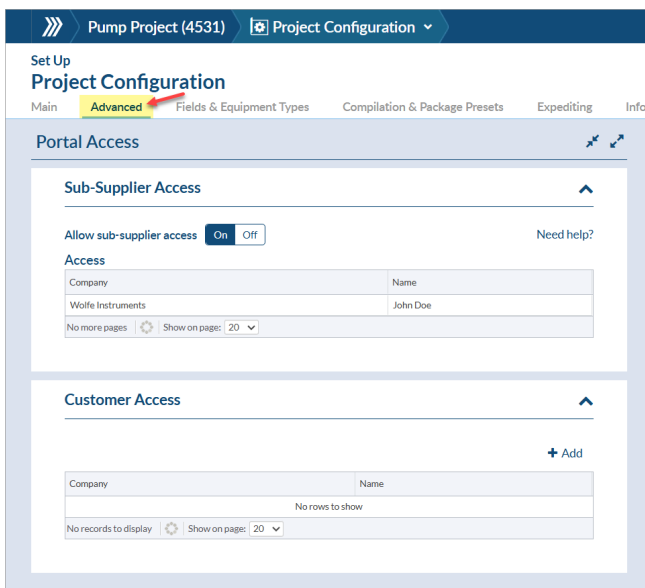 Pump Project (4531) Project Configuration
Set Up
Project Configuration
Main Advanced Fields & Equipment Types Compilation & Package Presets Expediting Info
Portal Access
Sub-Supplier Access
Allow sub-supplier access On Off Need help?
Access
Company Name
Wolfe Instruments John Doe
No more pages Show on page: 20
Customer Access
+ Add
Company Name
No rows to show
No records to display Show on page: 20